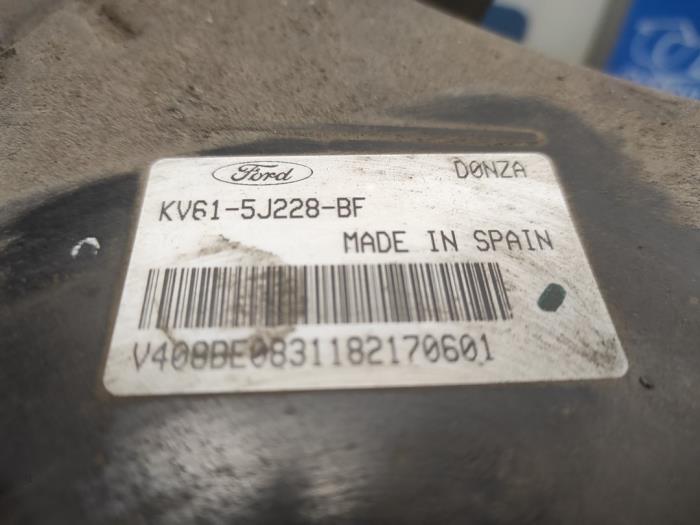 Ford D0NZA
KV61-5J228-BF
MADE IN SPAIN
V408BE0831182170601